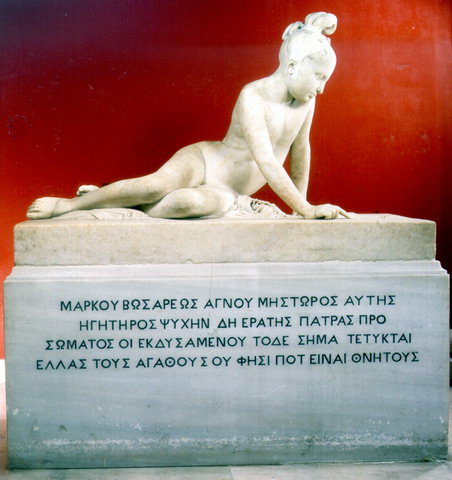 ΜΑΡΚΟΥ ΒΩΣΑΡΕΩΣ ΑΓΝΟΥ ΜΗΣΤΩΡΟΣ ΑΥΤΗΣ
ΗΓΗΤΗΡΟΣ ΨΥΧΗΝ ΔΗ ΕΡΑΤΗΣ ΠΑΤΡΑΣ ΠΡΟ
ΣΩΜΑΤΟΣ ΟΙ ΕΚΔΥΣΑΜΕΝΟΥ ΤΟΔΕ ΣΗΜΑ ΤΕΤΥΚΤΑΙ
ΕΛΛΑΣ ΤΟΥΣ ΑΓΑΘΟΥΣ ΟΥ ΦΗΣΙ ΠΟΤ ΕΙΝΑΙ ΘΝΗΤΟΥΣ